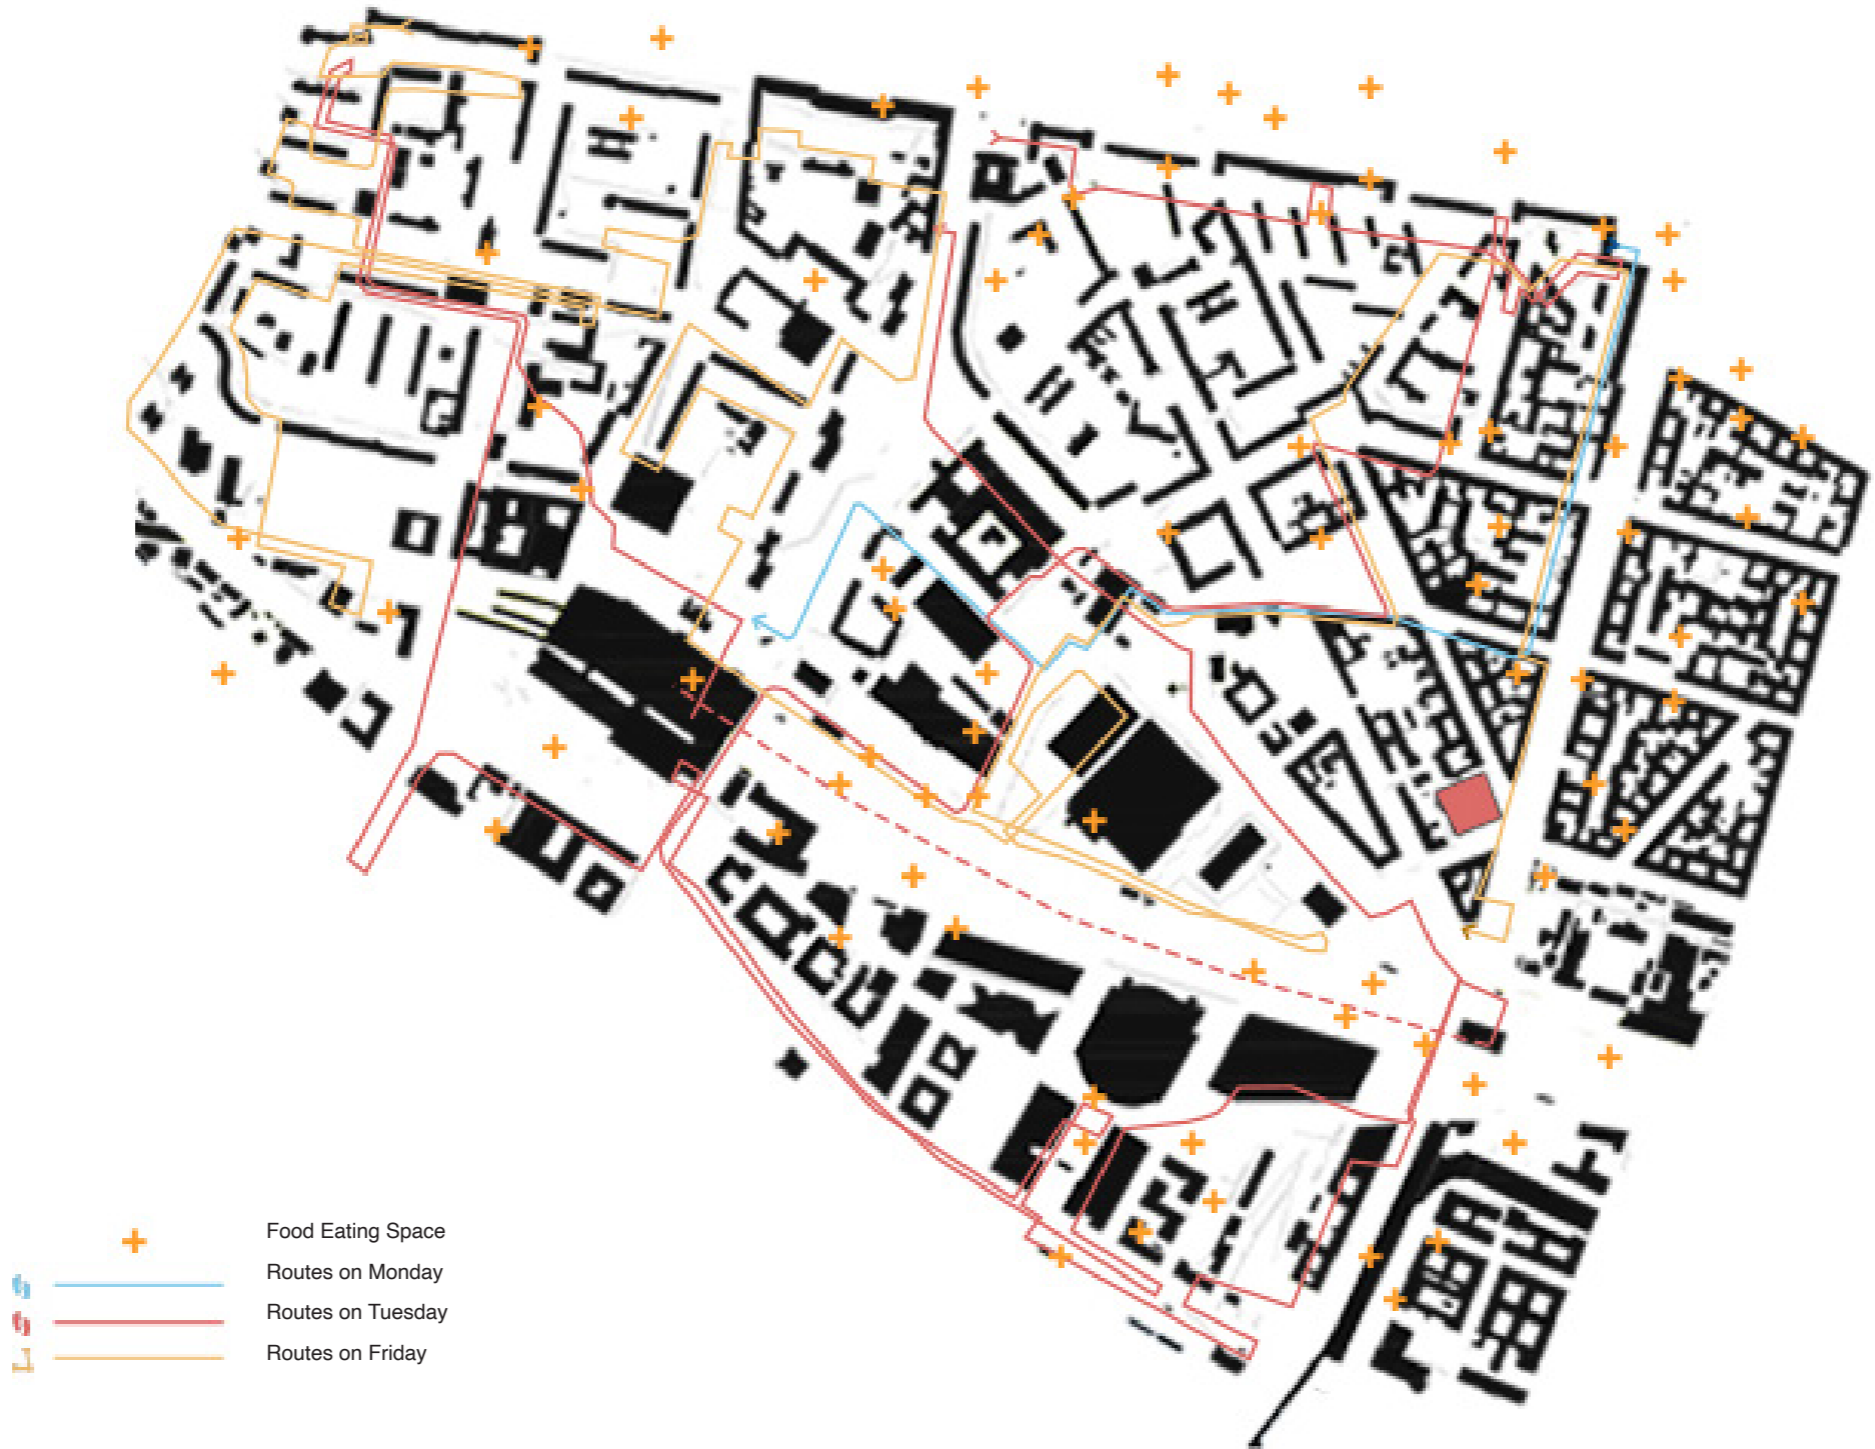 Food Eating Space
Routes on Monday
Routes on Tuesday
Routes on Friday